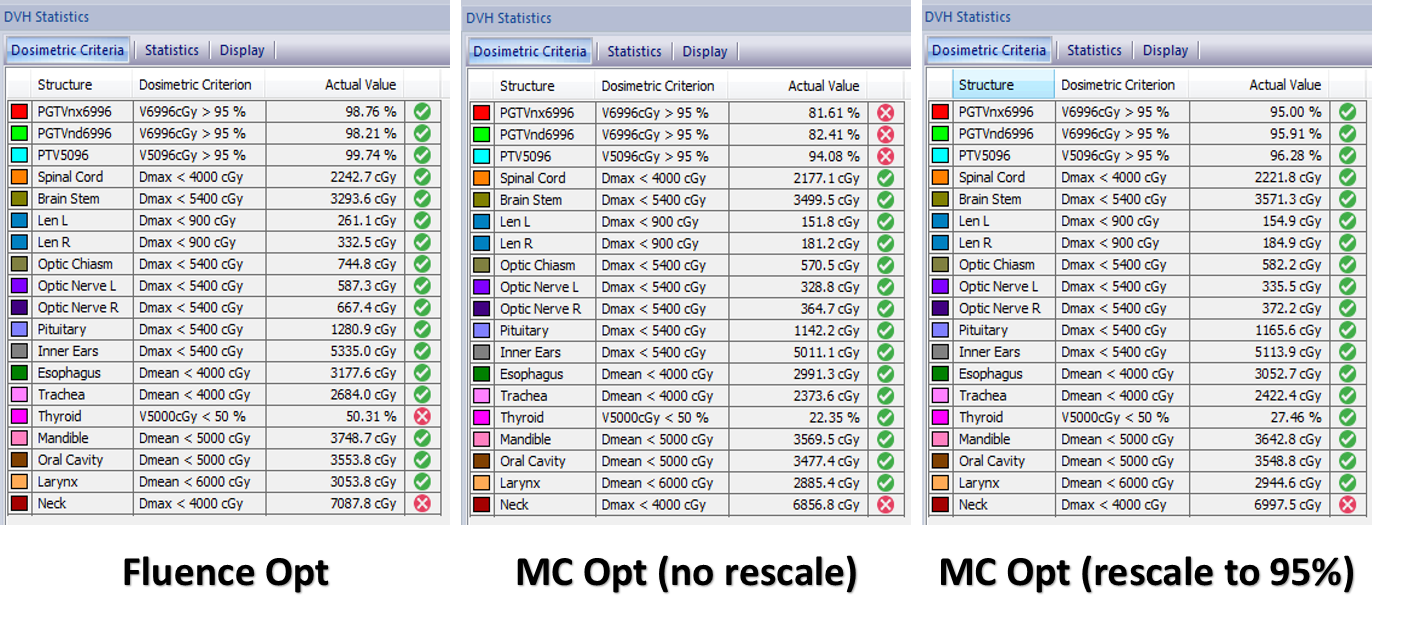 DVH Statistics
Dosimetric Criteria Statistics Display
Structure Dosimetric Criterion Actual Value
PGTVnx6996 V6996cGy > 95 % 98.76 %
PGTVnd6996 V6996cGy > 95 % 98.21 %
PTV5096 V5096cGy > 95 % 99.74 %
Spinal Cord Dmax < 4000 cGy 2242.7 cGy
Brain Stem Dmax < 5400 cGy 3293.6 cGy
Len L Dmax < 900 cGy 261.1 cGy
Len R Dmax < 900 cGy 332.5 cGy
Optic Chiasm Dmax < 5400 cGy 744.8 cGy
Optic Nerve L Dmax < 5400 cGy 587.3 cGy
Optic Nerve R Dmax < 5400 cGy 667.4 cGy
Pituitary Dmax < 5400 cGy 1280.9 cGy
Inner Ears Dmax < 5400 cGy 5335.0 cGy
Esophagus Dmean < 4000 cGy 3177.6 cGy
Trachea Dmean < 4000 cGy 2684.0 cGy
Thyroid V5000cGy < 50 % 50.31 %
Mandible Dmean < 5000 cGy 3748.7 cGy
Oral Cavity Dmean < 5000 cGy 3553.8 cGy
Larynx Dmean < 6000 cGy 3053.8 cGy
Neck Dmax < 4000 cGy 7087.8 cGy
Fluence Opt
DVH Statistics
Dosimetric Criteria Statistics Display
Structure Dosimetric Criterion Actual Value
PGTVnx6996 V6996cGy > 95 % 81.61 %
PGTVnd6996 V6996cGy > 95 % 82.41 %
PTV5096 V5096cGy > 95 % 94.08 %
Spinal Cord Dmax < 4000 cGy 2177.1 cGy
Brain Stem Dmax < 5400 cGy 3499.5 cGy
Len L Dmax < 900 cGy 151.8 cGy
Len R Dmax < 900 cGy 181.2 cGy
Optic Chiasm Dmax < 5400 cGy 570.5 cGy
Optic Nerve L Dmax < 5400 cGy 328.8 cGy
Optic Nerve R Dmax < 5400 cGy 364.7 cGy
Pituitary Dmax < 5400 cGy 1142.2 cGy
Inner Ears Dmax < 5400 cGy 5011.1 cGy
Esophagus Dmean < 4000 cGy 2991.3 cGy
Trachea Dmean < 4000 cGy 2373.6 cGy
Thyroid V5000cGy < 50 % 22.35 %
Mandible Dmean < 5000 cGy 3569.5 cGy
Oral Cavity Dmean < 5000 cGy 3477.4 cGy
Larynx Dmean < 6000 cGy 2885.4 cGy
Neck Dmax < 4000 cGy 6856.8 cGy
MC Opt (no rescale)
DVH Statistics
Dosimetric Criteria Statistics Display
Structure Dosimetric Criterion Actual Value
PGTVnx6996 V6996cGy > 95 % 95.00 %
PGTVnd6996 V6996cGy > 95 % 95.91 %
PTV5096 V5096cGy > 95 % 96.28 %
Spinal Cord Dmax < 4000 cGy 2221.8 cGy
Brain Stem Dmax < 5400 cGy 3571.3 cGy
Len L Dmax < 900 cGy 154.9 cGy
Len R Dmax < 900 cGy 184.9 cGy
Optic Chiasm Dmax < 5400 cGy 582.2 cGy
Optic Nerve L Dmax < 5400 cGy 335.5 cGy
Optic Nerve R Dmax < 5400 cGy 372.2 cGy
Pituitary Dmax < 5400 cGy 1165.6 cGy
Inner Ears Dmax < 5400 cGy 5113.9 cGy
Esophagus Dmean < 4000 cGy 3052.7 cGy
Trachea Dmean < 4000 cGy 2422.4 cGy
Thyroid V5000cGy < 50 % 27.46 %
Mandible Dmean < 5000 cGy 3642.8 cGy
Oral Cavity Dmean < 5000 cGy 3548.8 cGy
Larynx Dmean < 6000 cGy 2944.6 cGy
Neck Dmax < 4000 cGy 6997.5 cGy
MC Opt (rescale to 95%)